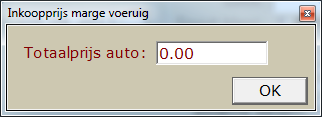 Inkoopprijs marge voeruig
Totaalprijs auto: 0.00
OK